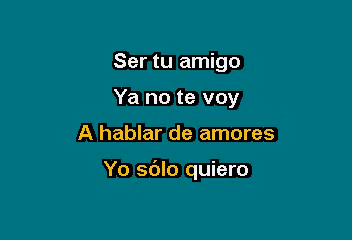 Ser tu amigo
Ya no te voy
A hablar de amores
Yo sólo quiero